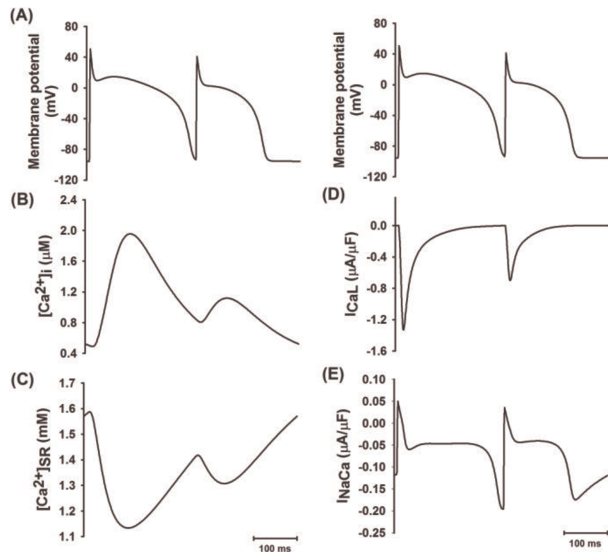 (A)
Membrane potential
(mV)
80
40
0
-40
-80
-120
Membrane potential
(mV)
80
40
0
-40
-80
-120
(B)
[Ca2+]i (μM)
2.4
2.0
1.6
1.2
0.8
0.4
(D)
ICaL (μA/μF)
0.0
-0.4
-0.8
-1.2
-1.6
(C)
[Ca2+]SR (mM)
1.7
1.6
1.5
1.4
1.3
1.2
1.1
100 ms
(E)
INaCa (μA/μF)
0.10
0.05
0.00
-0.05
-0.10
-0.15
-0.20
-0.25
100 ms